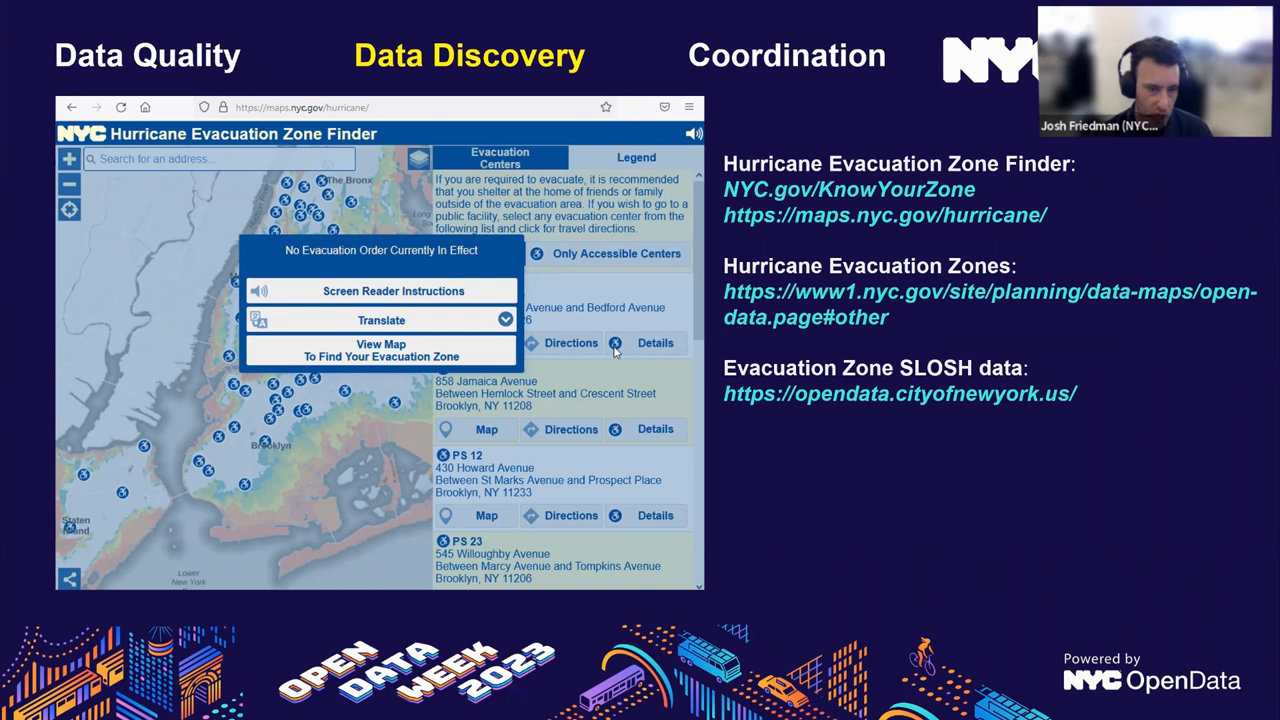 Data Quality
Data Discovery
Coordination
NYC
Josh Friedman (NYC...
https://maps.nyc.gov/hurricane/
NYC Hurricane Evacuation Zone Finder
Search for an address...
Evacuation
Centers
Legend
If you are required to evacuate, it is recommended
that you shelter at the home of friends or family
outside of the evacuation area. If you wish to go to a
public facility, select any evacuation center from the
following list and click for travel directions.
Only Accessible Centers
Avenue and Bedford Avenue
Directions
Details
858 Jamaica Avenue
Between Hemlock Street and Crescent Street
Brooklyn, NY 11208
Map
Directions
Details
PS 12
430 Howard Avenue
Between St Marks Avenue and Prospect Place
Brooklyn, NY 11233
Map
Directions
Details
PS 23
545 Willoughby Avenue
Between Marcy Avenue and Tompkins Avenue
Brooklyn, NY 11206
No Evacuation Order Currently In Effect
Screen Reader Instructions
Translate
View Map
To Find Your Evacuation Zone
The Bronx
Brooklyn
Staten
Island
Lower
New York
Hurricane Evacuation Zone Finder:
NYC.gov/KnowYourZone
https://maps.nyc.gov/hurricane/
Hurricane Evacuation Zones:
https://www1.nyc.gov/site/planning/data-maps/open-
data.page#other
Evacuation Zone SLOSH data:
https://opendata.cityofnewyork.us/
OPEN
DATA
WEEK
2023
Powered by
NYC OpenData